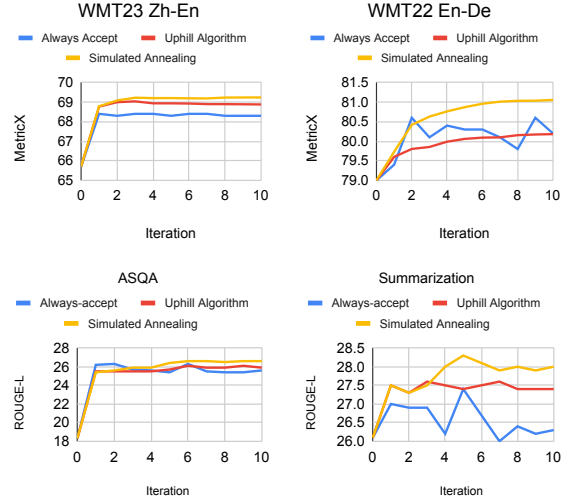 WMT23 Zh-En
Always Accept Uphill Algorithm
Simulated Annealing
70
69
68
67
66
65
MetricX
0 2 4 6 8 10
Iteration
WMT22 En-De
Always Accept Uphill Algorithm
Simulated Annealing
81.5
81.0
80.5
80.0
79.5
79.0
MetricX
0 2 4 6 8 10
Iteration
ASQA
Always-accept Uphill Algorithm
Simulated Annealing
28
26
24
22
20
18
ROUGE-L
0 2 4 6 8 10
Iteration
Summarization
Always-accept Uphill Algorithm
Simulated Annealing
28.5
28.0
27.5
27.0
26.5
26.0
ROUGE-L
0 2 4 6 8 10
Iteration